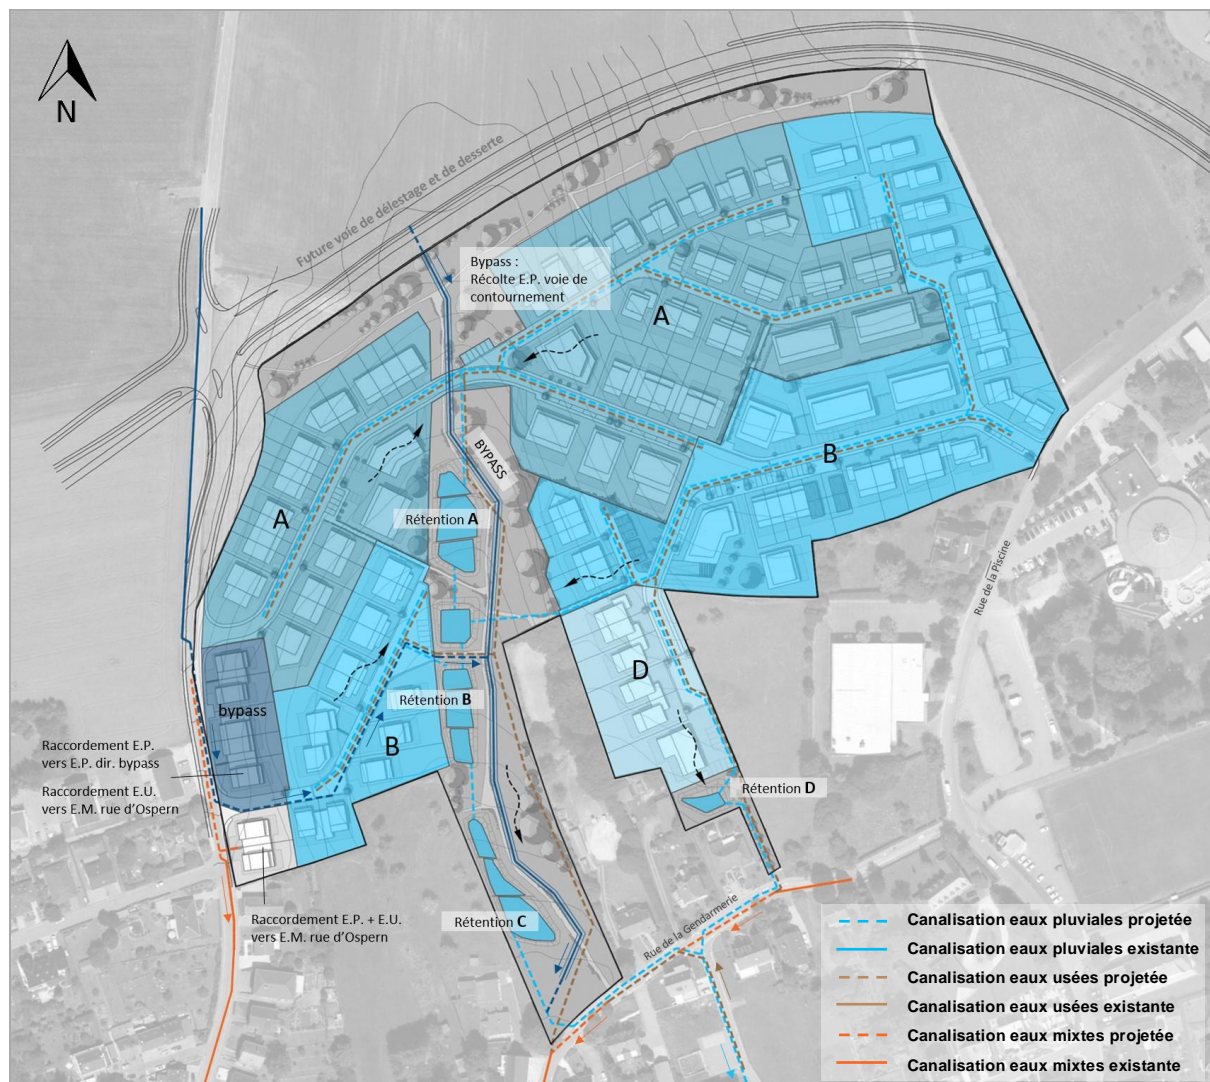 N
Future voie de délestage et de desserte
Bypass :
Récolte E.P. voie de
contournement
A
BYPASS
B
A
Rétention A
Rue de la Piscine
D
Rétention B
bypass
B
Raccordement E.P.
vers E.P. dir. bypass
Raccordement E.U.
vers E.M. rue d'Ospern
Rétention D
Rétention C
Raccordement E.P. + E.U.
vers E.M. rue d'Ospern
Rue de la Gendarmerie
Canalisation eaux pluviales projetée
Canalisation eaux pluviales existante
Canalisation eaux usées projetée
Canalisation eaux usées existante
Canalisation eaux mixtes projetée
Canalisation eaux mixtes existante